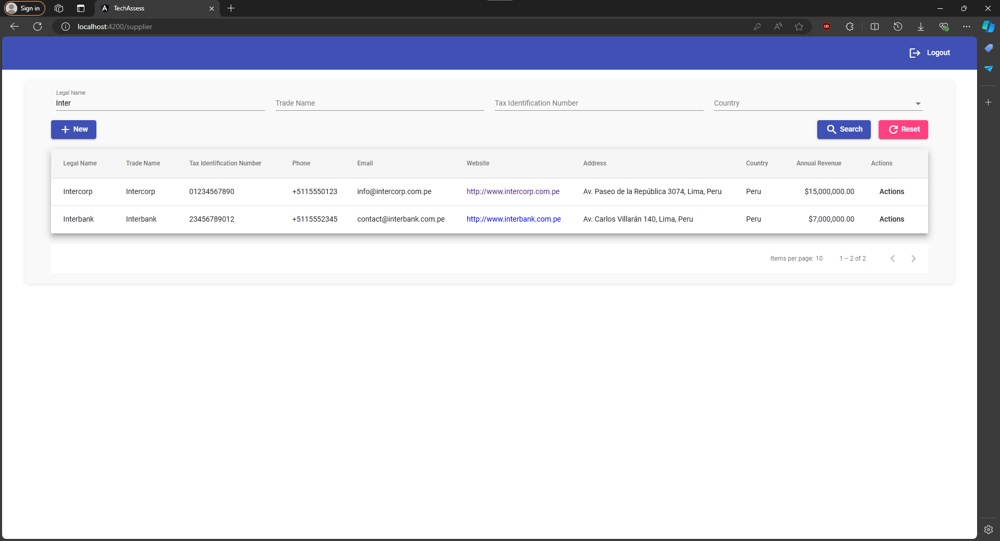 Sign in
TechAssess
localhost:4200/supplier
Logout
Legal Name
Inter
Trade Name
Tax Identification Number
Country
New
Search
Reset
Legal Name Trade Name Tax Identification Number Phone Email Website Address Country Annual Revenue Actions
Intercorp Intercorp 01234567890 +5115550123 info@intercorp.com.pe http://www.intercorp.com.pe Av. Paseo de la República 3074, Lima, Peru Peru $15,000,000.00 Actions
Interbank Interbank 23456789012 +5115552345 contact@interbank.com.pe http://www.interbank.com.pe Av. Carlos Villarán 140, Lima, Peru Peru $7,000,000.00 Actions
Items per page: 10 1 – 2 of 2